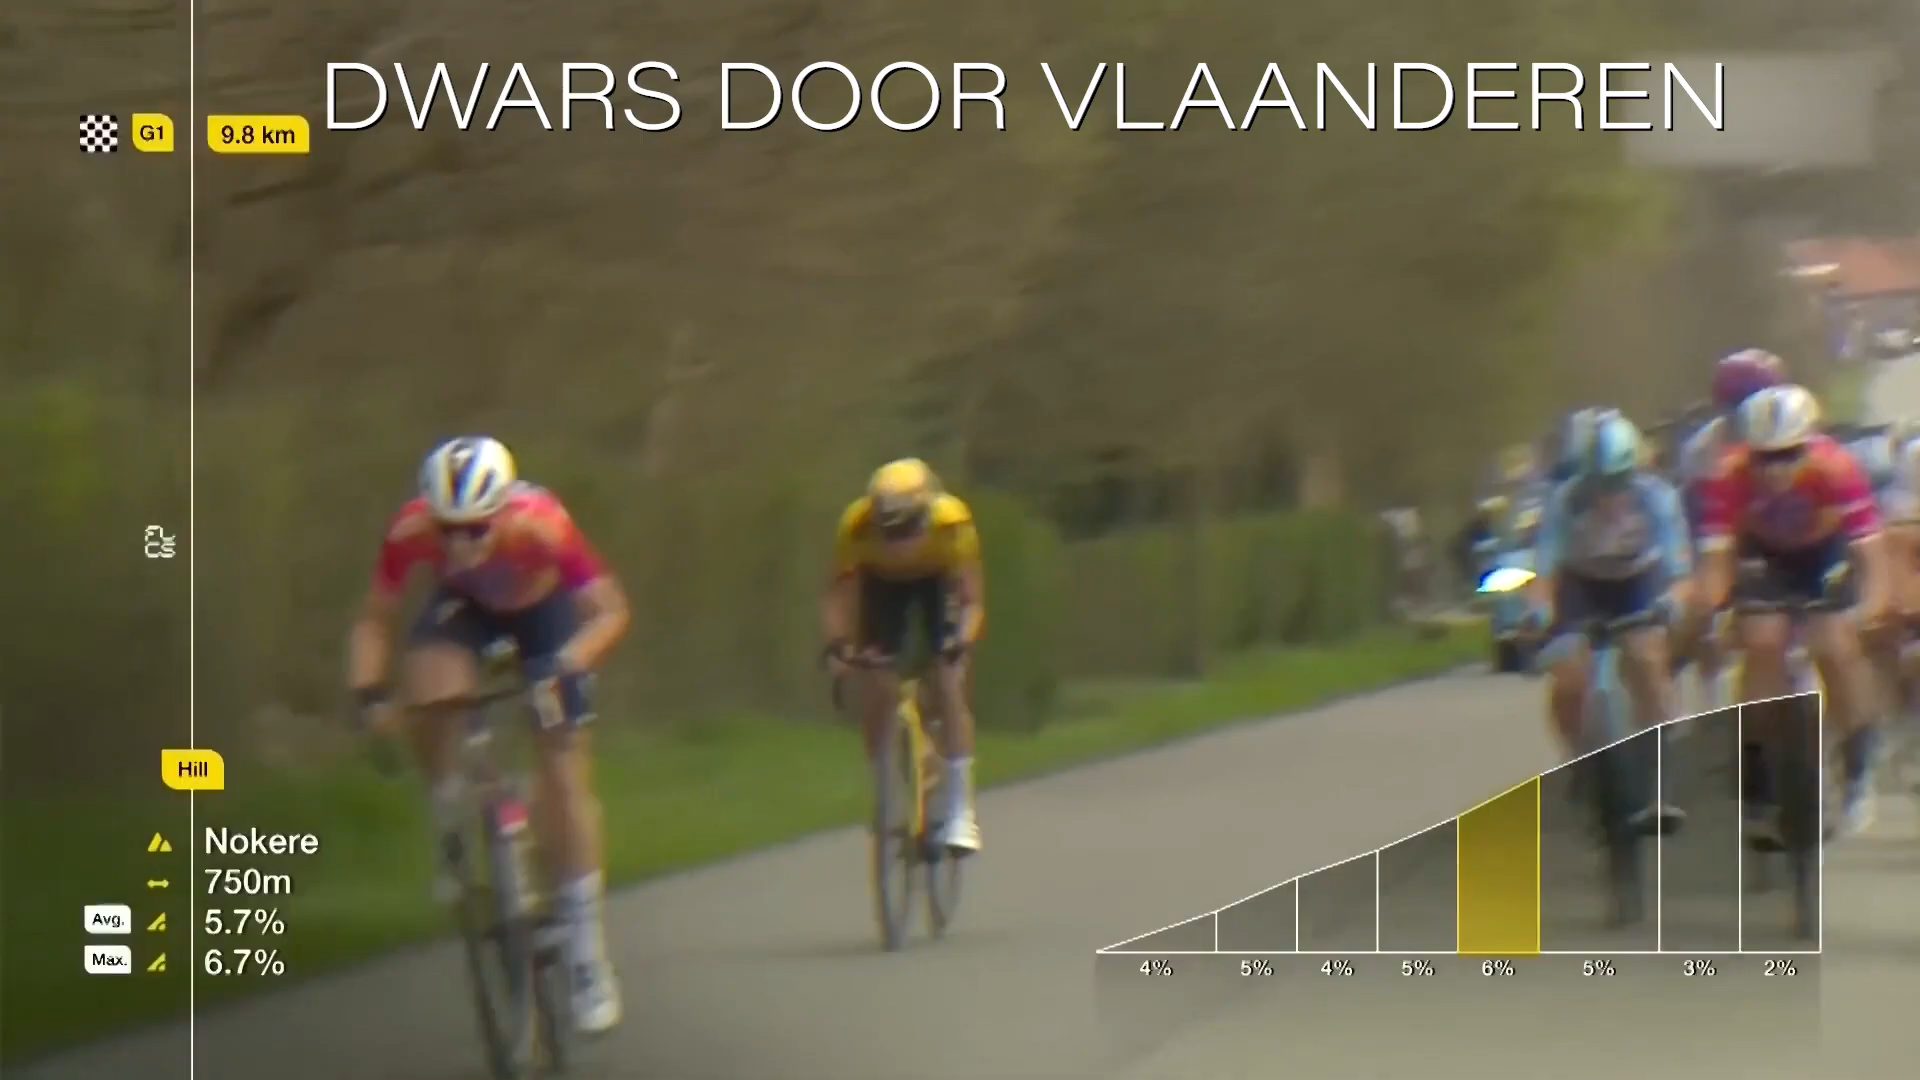 DWARS DOOR VLAANDEREN
G1
9.8 km
Hill
Nokere
750m
Avg. 5.7%
Max. 6.7%
4% 5% 4% 5% 6% 5% 3% 2%